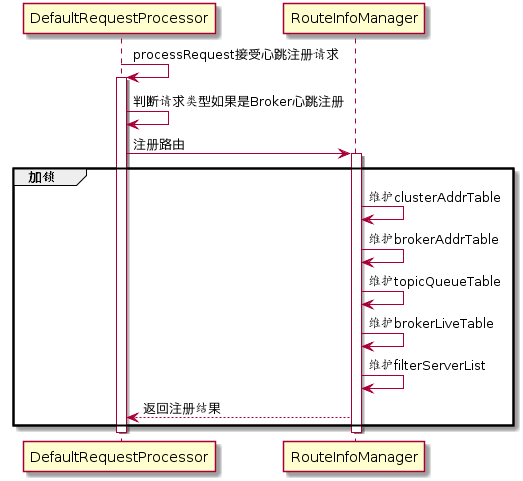 DefaultRequestProcessor
RouteInfoManager
processRequest接受心跳注册请求
判断请求类型如果是Broker心跳注册
注册路由
加锁
维护clusterAddrTable
维护brokerAddrTable
维护topicQueueTable
维护brokerLiveTable
维护filterServerList
返回注册结果
DefaultRequestProcessor
RouteInfoManager